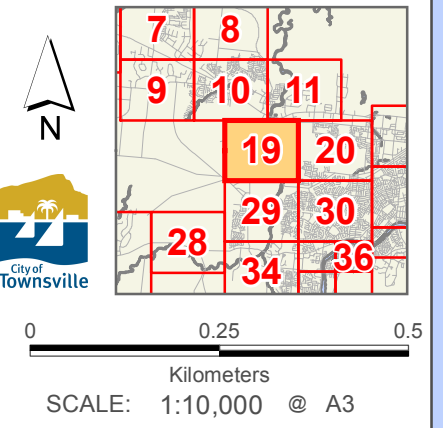 7 8
9 10 11
19 20
29 30
28
34 36
N
City of
Townsville
0 0.25 0.5
Kilometers
SCALE: 1:10,000 @ A3